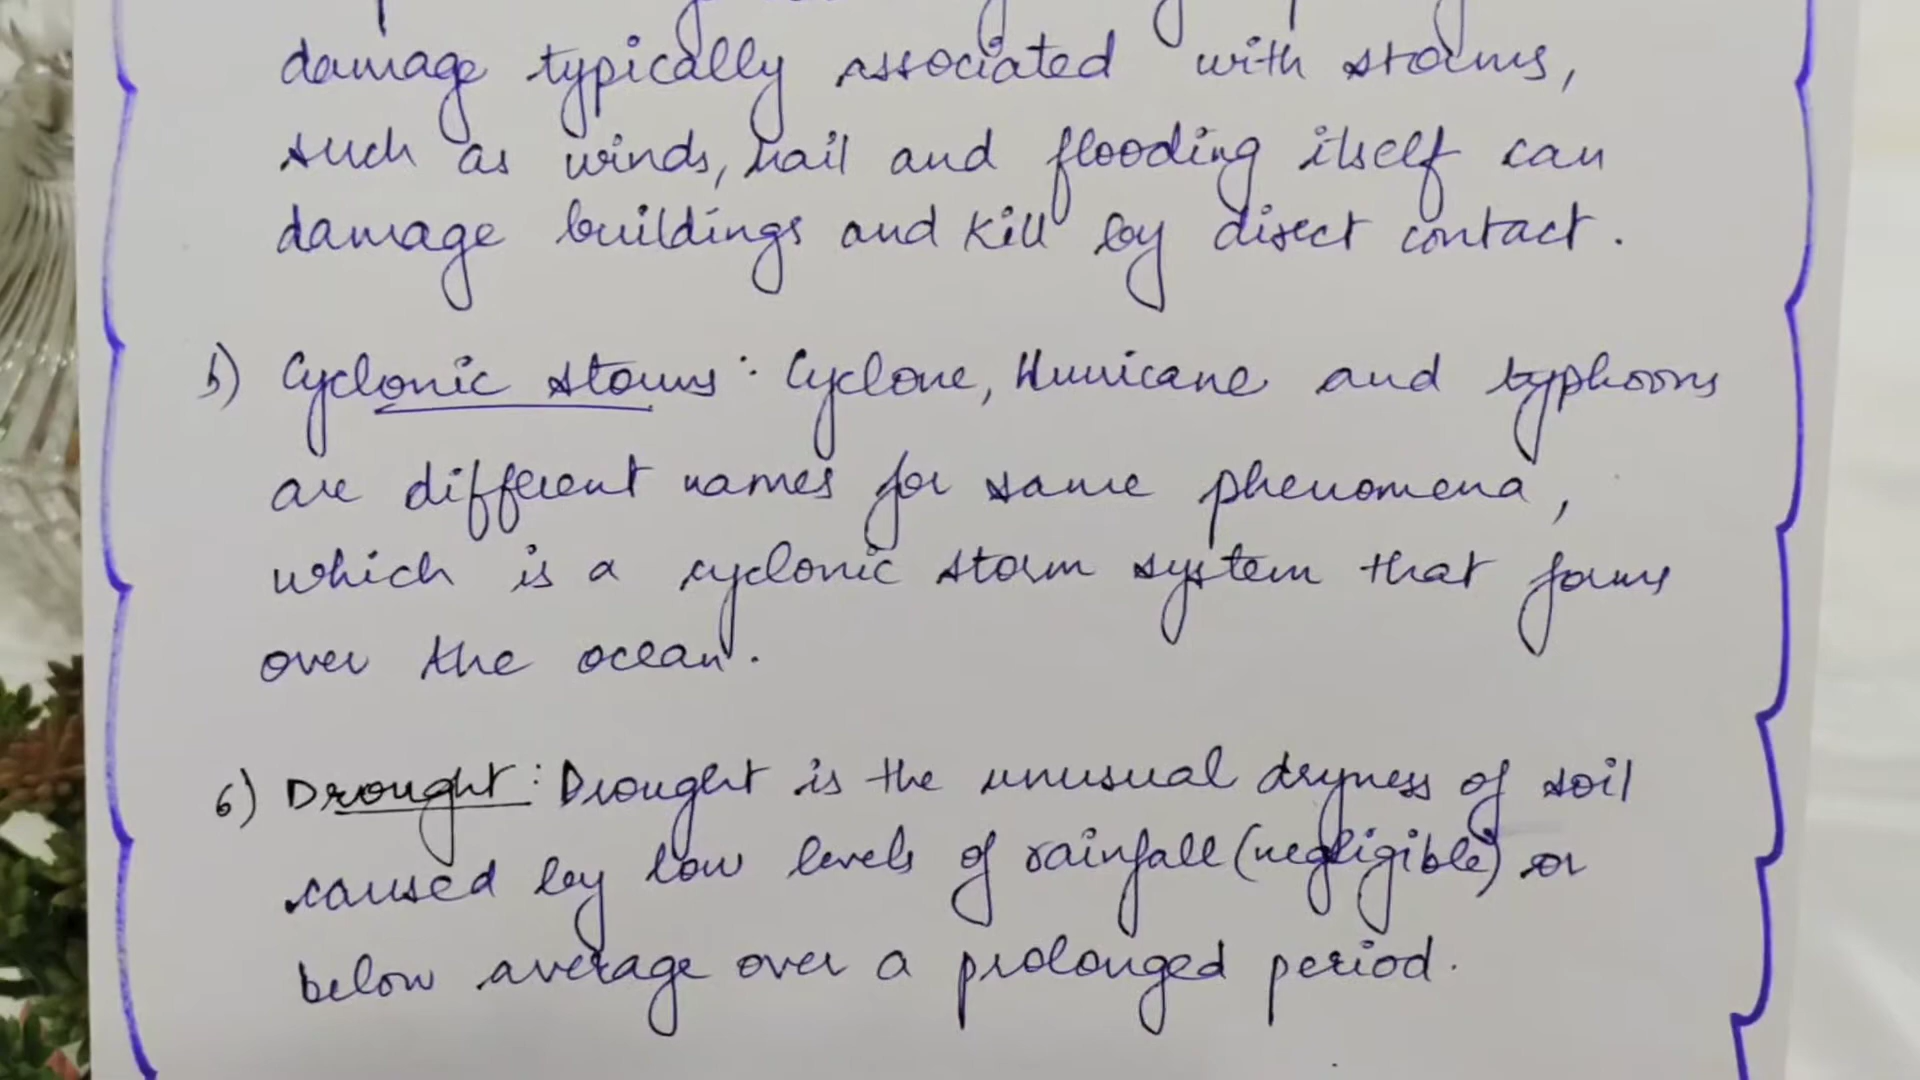 damage typically associated with storms,
such as winds, hail and flooding itself can
damage buildings and kill by direct contact.
5) Cyclonic storms : Cyclone, Hurricane and typhoons
are different names for same phenomena,
which is a cyclonic storm system that forms
over the ocean.
6) Drought : Drought is the unusual dryness of soil
caused by low levels of rainfall (negligible) or
below average over a prolonged period.